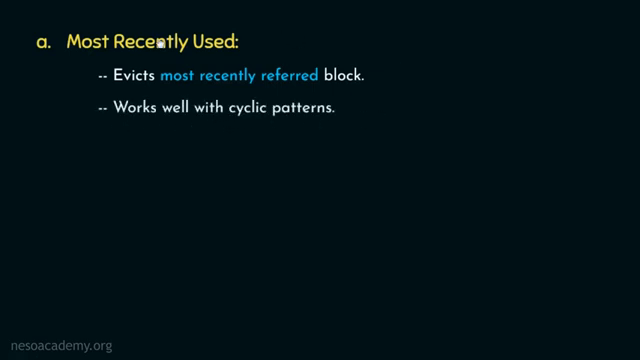 a. Most Recently Used:
-- Evicts most recently referred block.
-- Works well with cyclic patterns.
nesoacademy.org